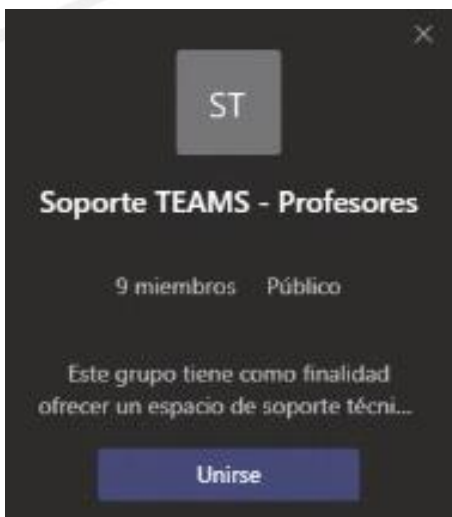 ST
Soporte TEAMS - Profesores
9 miembros Público
Este grupo tiene como finalidad
ofrecer un espacio de soporte técni...
Unirse